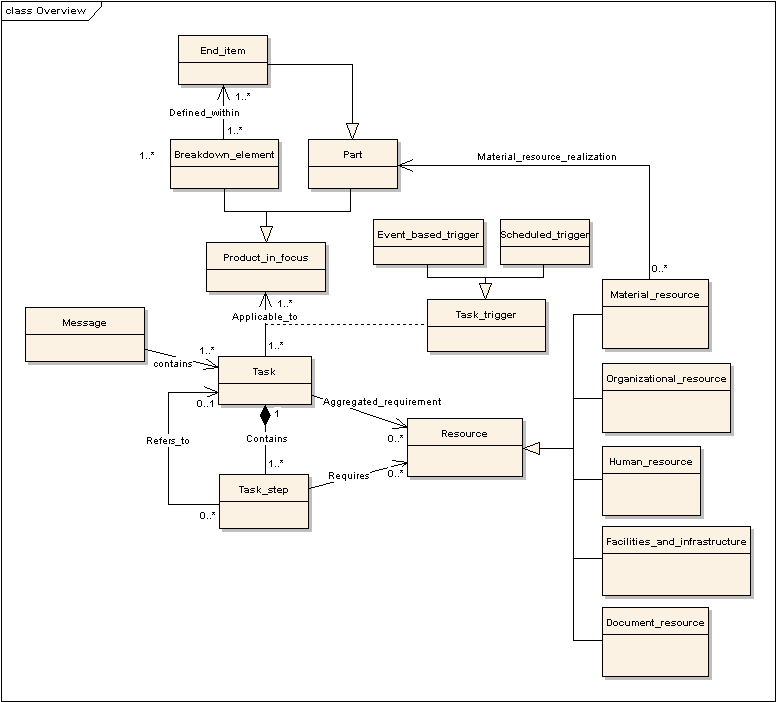 class Overview
End_item
1..*
Defined_within
1..*
1..*
Breakdown_element
Part
Material_resource_realization
Event_based_trigger
Scheduled_trigger
Product_in_focus
0..*
Material_resource
1..*
Applicable_to
Task_trigger
Message
1..*
1..*
contains
Task
Organizational_resource
0..1
1
Aggregated_requirement
Refers_to
Contains
0..*
Resource
Human_resource
1..*
Requires
0..*
Task_step
0..*
Facilities_and_infrastructure
Document_resource